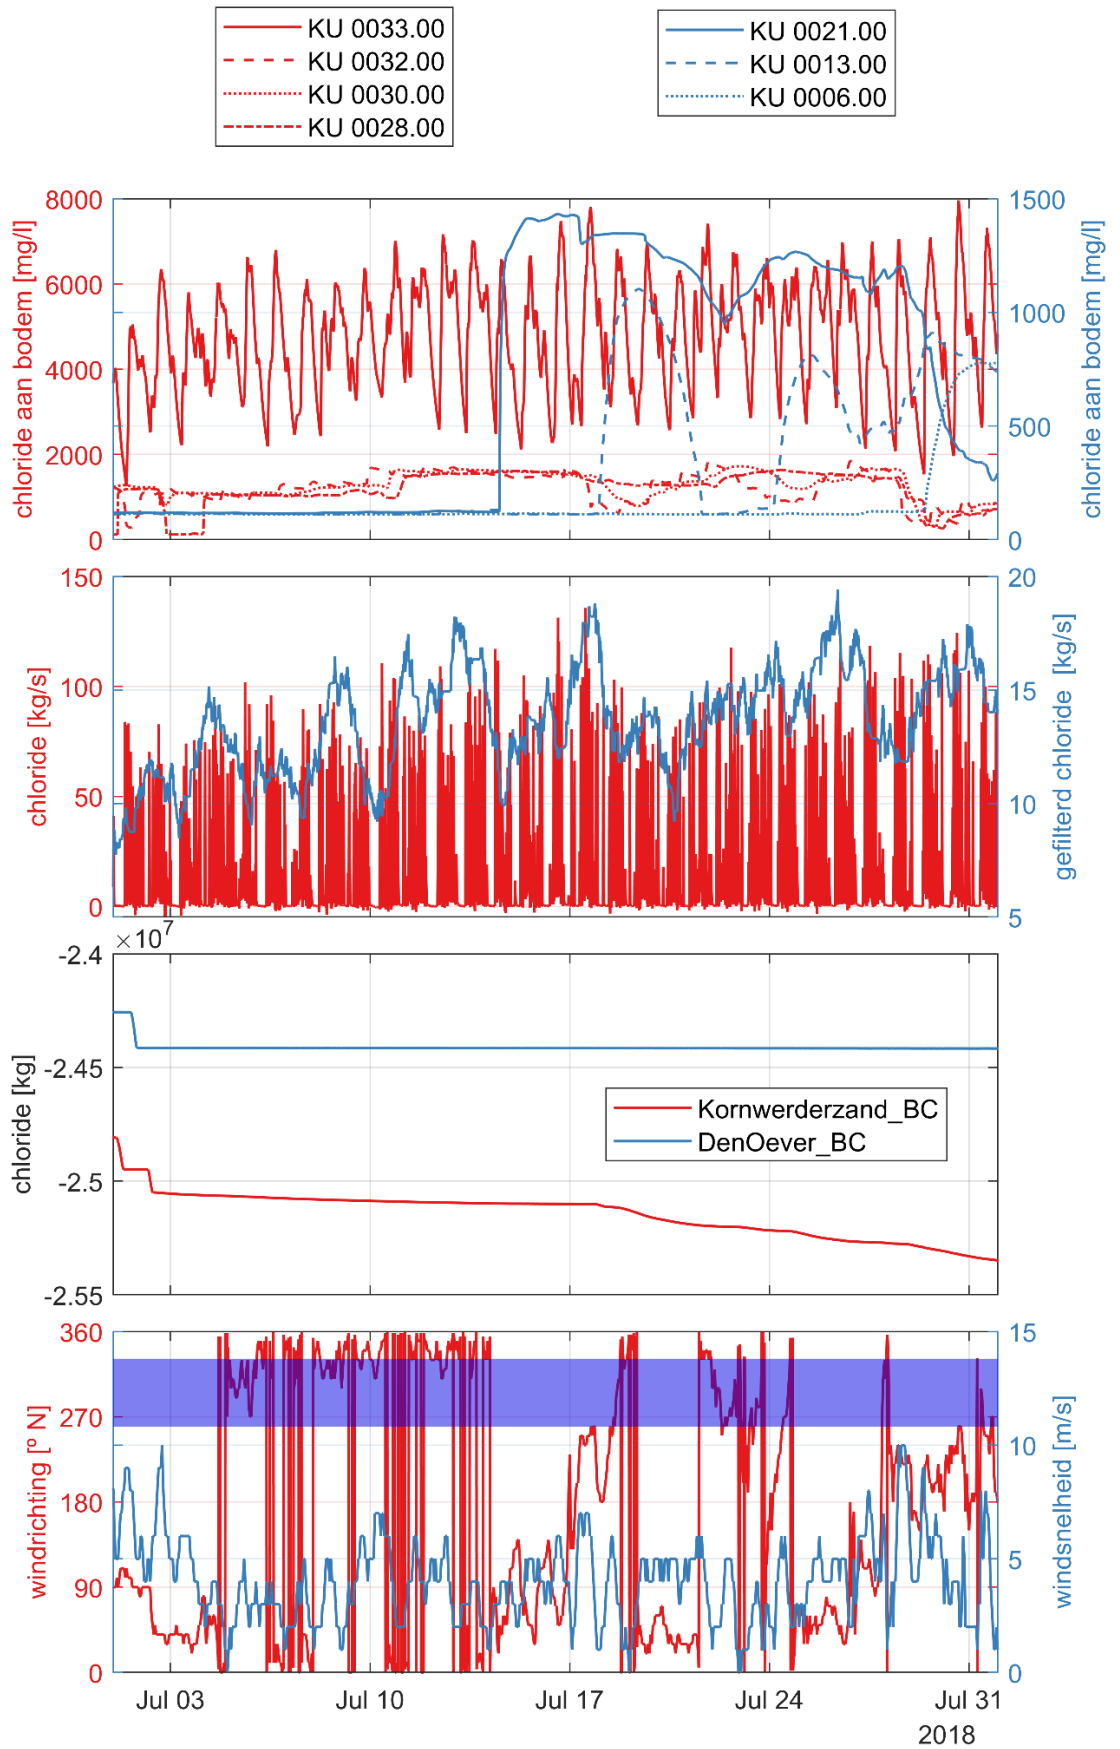 KU 0033.00
KU 0032.00
KU 0030.00
KU 0028.00
KU 0021.00
KU 0013.00
KU 0006.00
chloride aan bodem [mg/l]
8000
6000
4000
2000
0
1500
1000
500
0
chloride aan bodem [mg/l]
chloride [kg/s]
150
100
50
0
20
15
10
5
gefilterd chloride [kg/s]
×10⁷
chloride [kg]
-2.4
-2.45
-2.5
-2.55
Kornwerderzand_BC
DenOever_BC
windrichting [º N]
360
270
180
90
0
15
10
5
0
windsnelheid [m/s]
Jul 03
Jul 10
Jul 17
Jul 24
Jul 31
2018